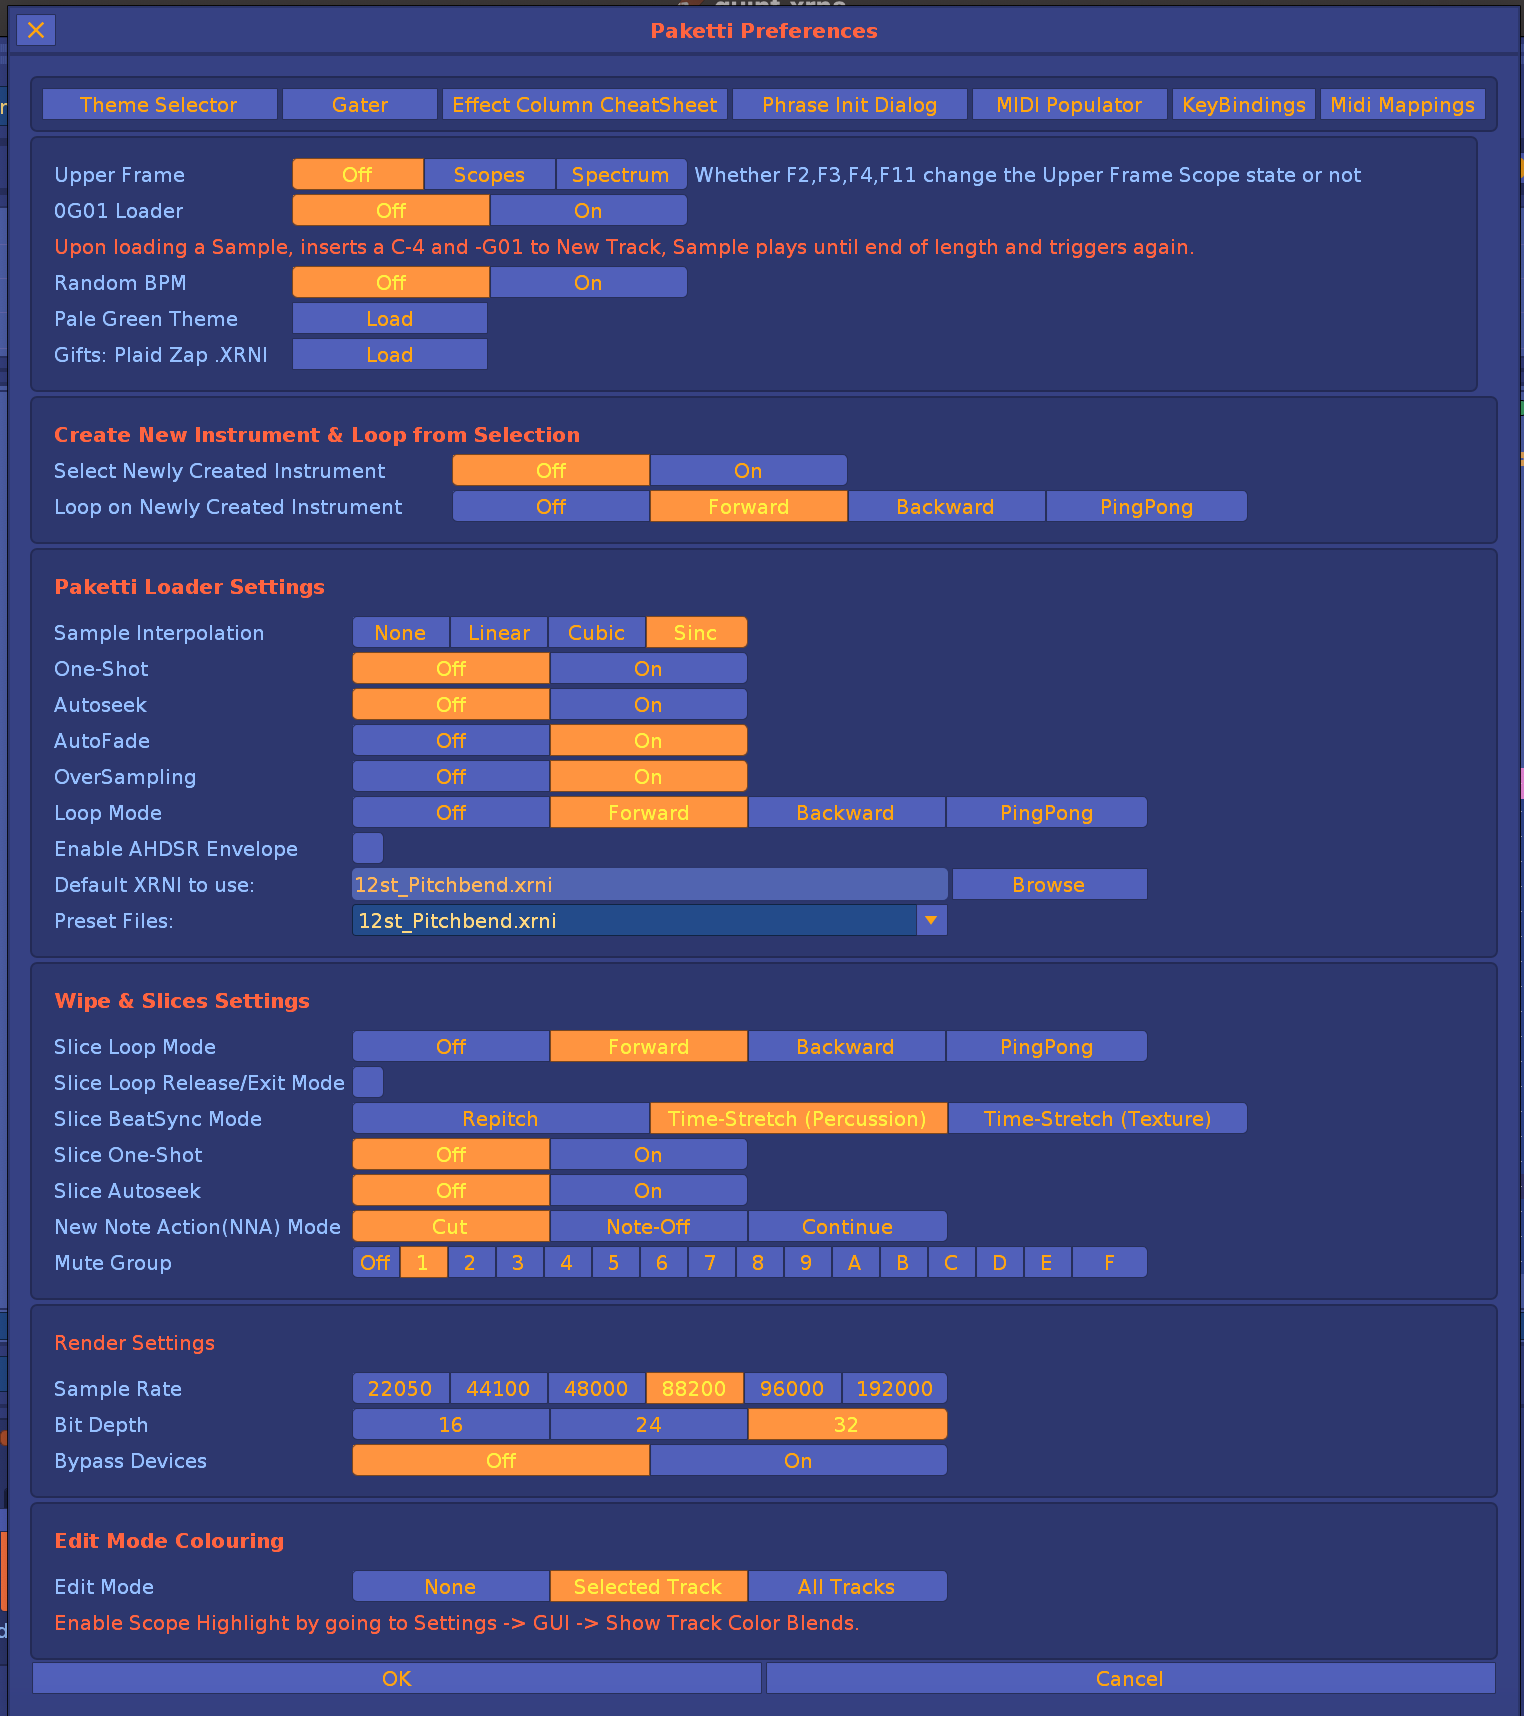 Paketti Preferences
Theme Selector Gater Effect Column CheatSheet Phrase Init Dialog MIDI Populator KeyBindings Midi Mappings
Upper Frame Off Scopes Spectrum Whether F2,F3,F4,F11 change the Upper Frame Scope state or not
0G01 Loader Off On
Upon loading a Sample, inserts a C-4 and -G01 to New Track, Sample plays until end of length and triggers again.
Random BPM Off On
Pale Green Theme Load
Gifts: Plaid Zap .XRNI Load
Create New Instrument & Loop from Selection
Select Newly Created Instrument Off On
Loop on Newly Created Instrument Off Forward Backward PingPong
Paketti Loader Settings
Sample Interpolation None Linear Cubic Sinc
One-Shot Off On
Autoseek Off On
AutoFade Off On
OverSampling Off On
Loop Mode Off Forward Backward PingPong
Enable AHDSR Envelope
Default XRNI to use: 12st_Pitchbend.xrni Browse
Preset Files: 12st_Pitchbend.xrni
Wipe & Slices Settings
Slice Loop Mode Off Forward Backward PingPong
Slice Loop Release/Exit Mode
Slice BeatSync Mode Repitch Time-Stretch (Percussion) Time-Stretch (Texture)
Slice One-Shot Off On
Slice Autoseek Off On
New Note Action(NNA) Mode Cut Note-Off Continue
Mute Group Off 1 2 3 4 5 6 7 8 9 A B C D E F
Render Settings
Sample Rate 22050 44100 48000 88200 96000 192000
Bit Depth 16 24 32
Bypass Devices Off On
Edit Mode Colouring
Edit Mode None Selected Track All Tracks
Enable Scope Highlight by going to Settings -> GUI -> Show Track Color Blends.
OK Cancel